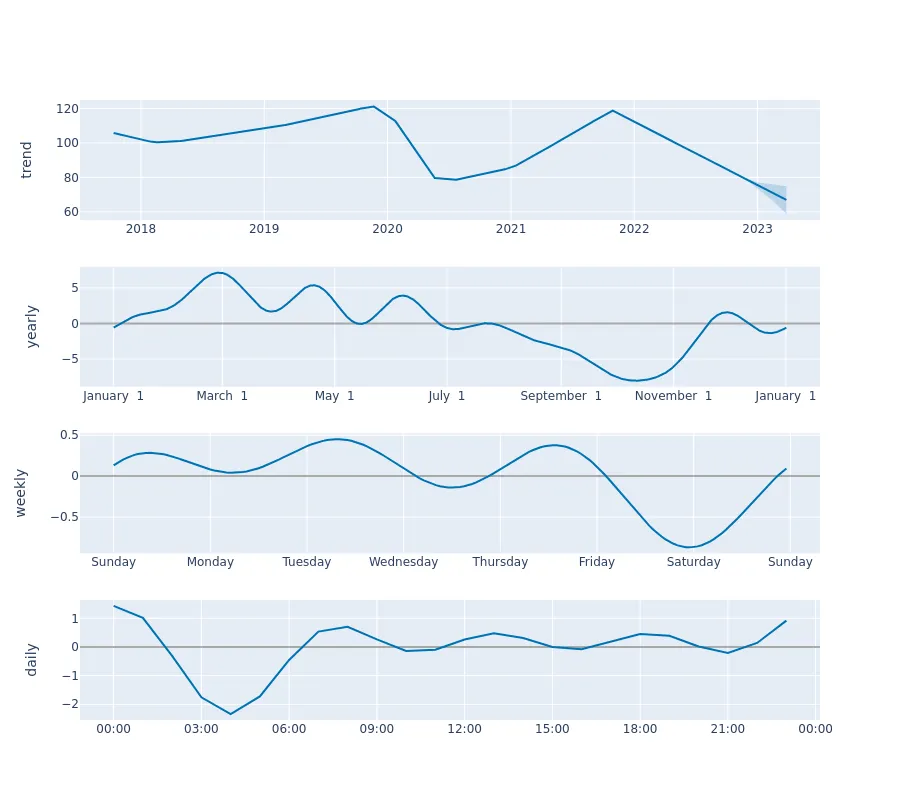 trend
120
100
80
60
2018 2019 2020 2021 2022 2023
yearly
5
0
−5
January 1 March 1 May 1 July 1 September 1 November 1 January 1
weekly
0.5
0
−0.5
Sunday Monday Tuesday Wednesday Thursday Friday Saturday Sunday
daily
1
0
−1
−2
00:00 03:00 06:00 09:00 12:00 15:00 18:00 21:00 00:00